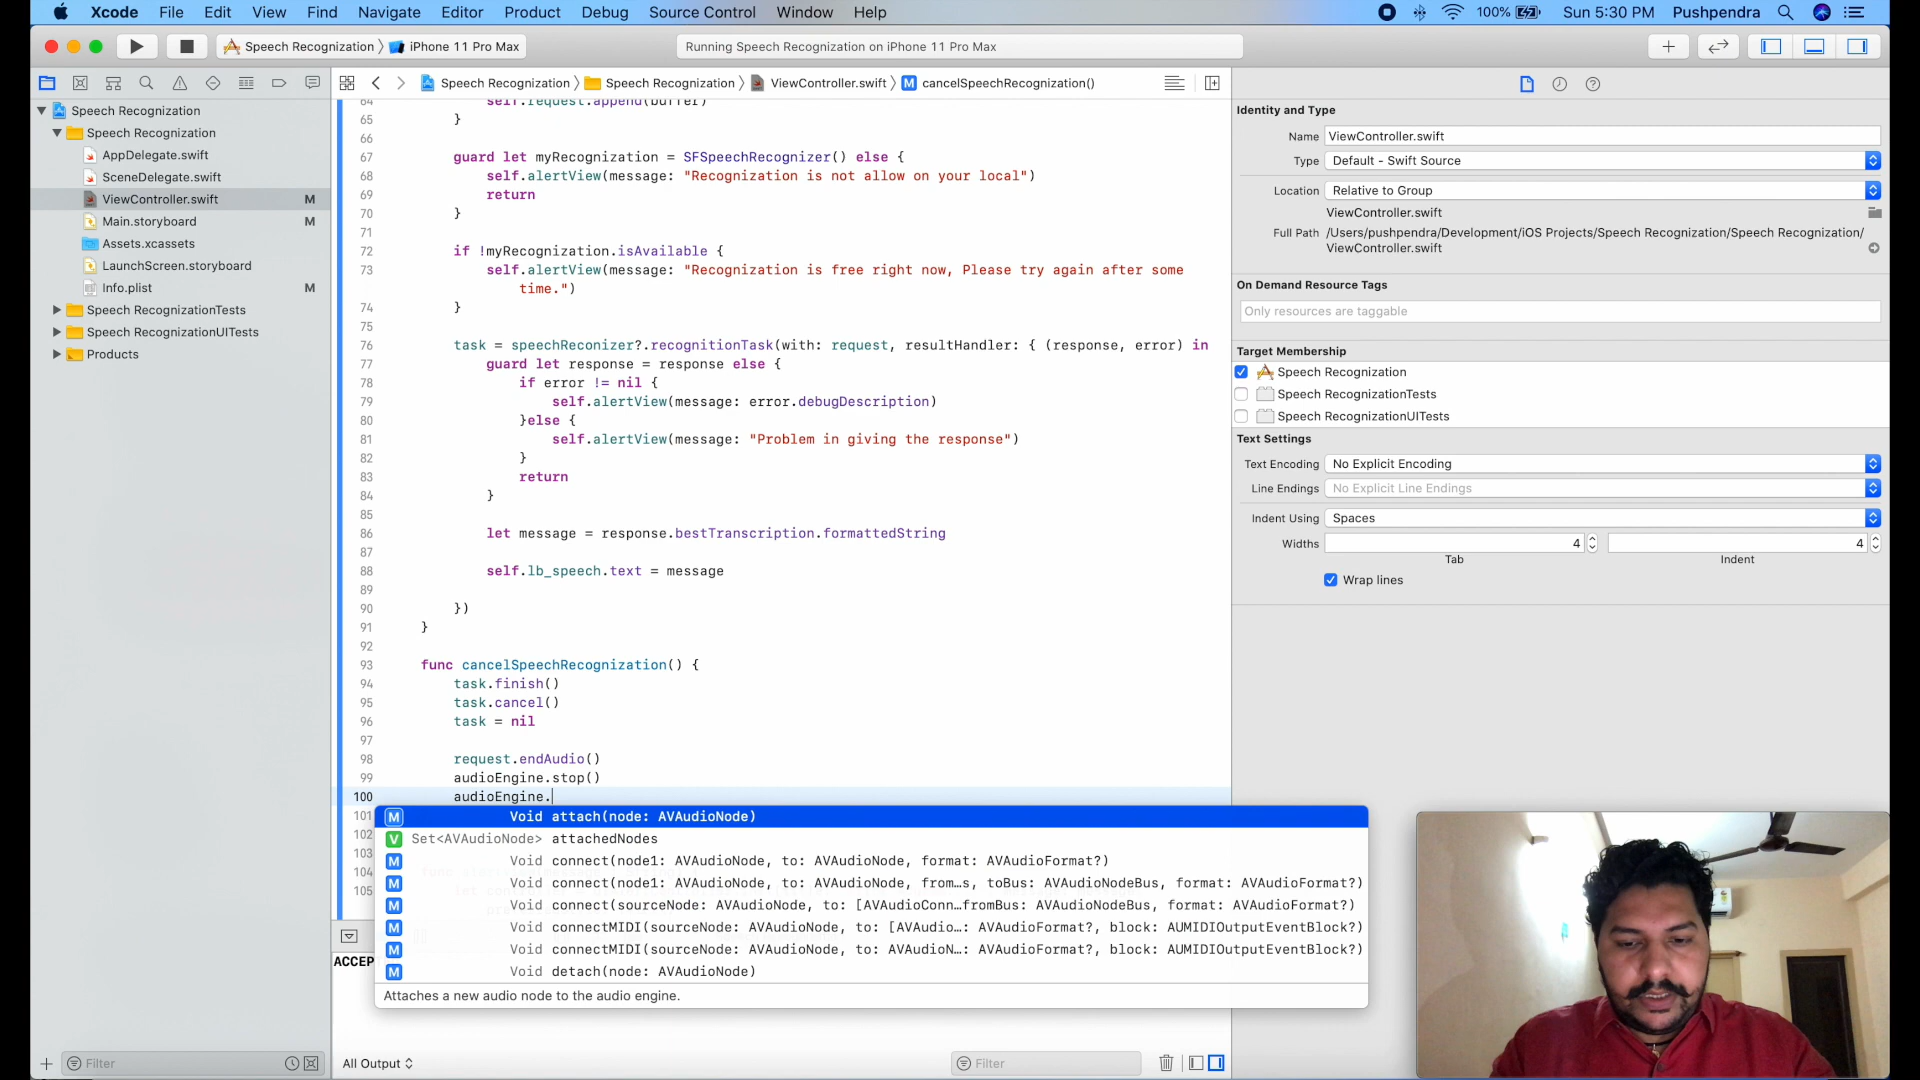 Xcode File Edit View Find Navigate Editor Product Debug Source Control Window Help 100% Sun 5:30 PM Pushpendra
Speech Recognization iPhone 11 Pro Max Running Speech Recognization on iPhone 11 Pro Max
Speech Recognization Speech Recognization ViewController.swift M cancelSpeechRecognization()
Speech Recognization
Speech Recognization
AppDelegate.swift
SceneDelegate.swift
ViewController.swift M
Main.storyboard M
Assets.xcassets
LaunchScreen.storyboard
Info.plist M
Speech RecognizationTests
Speech RecognizationUITests
Products
Filter
64 self.request.append(buffer)
65 }
66
67 guard let myRecognization = SFSpeechRecognizer() else {
68 self.alertView(message: "Recognization is not allow on your local")
69 return
70 }
71
72 if !myRecognization.isAvailable {
73 self.alertView(message: "Recognization is free right now, Please try again after some
time.")
74 }
75
76 task = speechReconizer?.recognitionTask(with: request, resultHandler: { (response, error) in
77 guard let response = response else {
78 if error != nil {
79 self.alertView(message: error.debugDescription)
80 }else {
81 self.alertView(message: "Problem in giving the response")
82 }
83 return
84 }
85
86 let message = response.bestTranscription.formattedString
87
88 self.lb_speech.text = message
89
90 })
91 }
92
93 func cancelSpeechRecognization() {
94 task.finish()
95 task.cancel()
96 task = nil
97
98 request.endAudio()
99 audioEngine.stop()
100 audioEngine.
101
102
103
104
105
M Void attach(node: AVAudioNode)
V Set<AVAudioNode> attachedNodes
M Void connect(node1: AVAudioNode, to: AVAudioNode, format: AVAudioFormat?)
M Void connect(node1: AVAudioNode, to: AVAudioNode, from…s, toBus: AVAudioNodeBus, format: AVAudioFormat?)
M Void connect(sourceNode: AVAudioNode, to: [AVAudioConn…fromBus: AVAudioNodeBus, format: AVAudioFormat?)
M Void connectMIDI(sourceNode: AVAudioNode, to: [AVAudio…: AVAudioFormat?, block: AUMIDIOutputEventBlock?)
M Void connectMIDI(sourceNode: AVAudioNode, to: AVAudioN…: AVAudioFormat?, block: AUMIDIOutputEventBlock?)
M Void detach(node: AVAudioNode)
Attaches a new audio node to the audio engine.
ACCEP
All Output Filter
Identity and Type
Name ViewController.swift
Type Default - Swift Source
Location Relative to Group
ViewController.swift
Full Path /Users/pushpendra/Development/iOS Projects/Speech Recognization/Speech Recognization/
ViewController.swift
On Demand Resource Tags
Only resources are taggable
Target Membership
Speech Recognization
Speech RecognizationTests
Speech RecognizationUITests
Text Settings
Text Encoding No Explicit Encoding
Line Endings No Explicit Line Endings
Indent Using Spaces
Widths 4 4
Tab Indent
Wrap lines